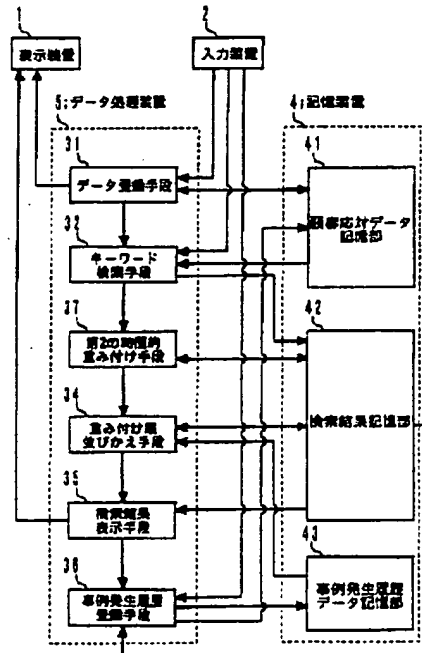 1
2
表示装置
入力装置
5;データ処理装置
4;記憶装置
31
データ登録手段
41
顧客応対データ
記憶部
32
キーワード
検索手段
37
第2の時間的
重み付け手段
42
検索結果記憶部
34
重み付け順
並びかえ手段
35
検索結果
表示手段
43
事例発生履歴
データ記憶部
36
事例発生履歴
登録手段